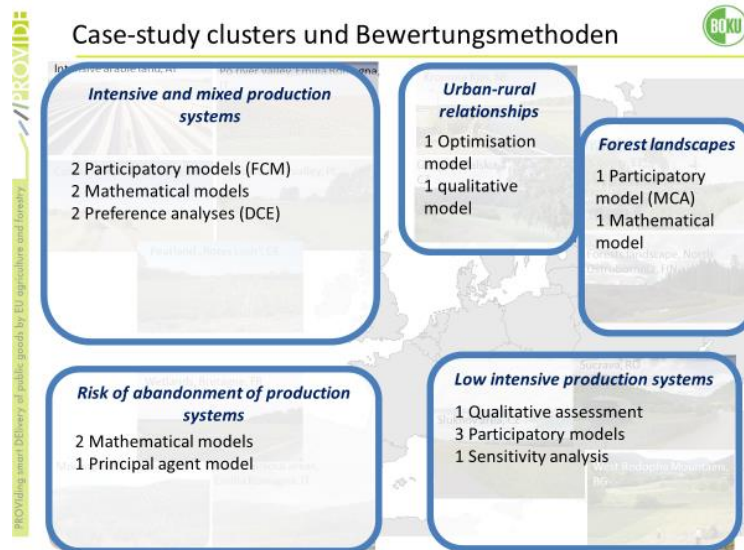 Case-study clusters und Bewertungsmethoden
BOKU
PROVIDE
PROVIding smart DElivery of public goods by EU agriculture and forestry
Intensive and mixed production
systems
2 Participatory models (FCM)
2 Mathematical models
2 Preference analyses (DCE)
Urban-rural
relationships
1 Optimisation
model
1 qualitative
model
Forest landscapes
1 Participatory
model (MCA)
1 Mathematical
model
Risk of abandonment of production
systems
2 Mathematical models
1 Principal agent model
Low intensive production systems
1 Qualitative assessment
3 Participatory models
1 Sensitivity analysis
West Rodophi Mountains,
BG